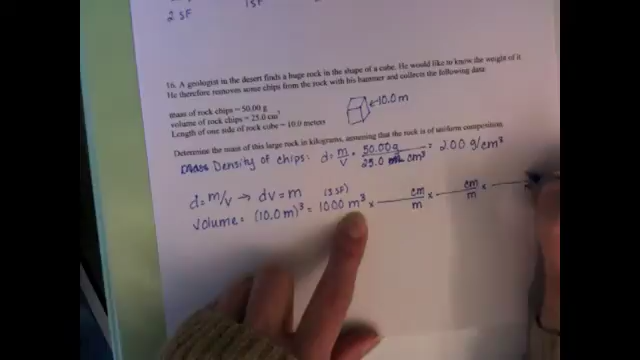 2 SF 1SF
16. A geologist in the desert finds a huge rock in the shape of a cube. He would like to know the weight of it
He therefore removes some chips from the rock with his hammer and collects the following data:
mass of rock chips = 50.00 g
volume of rock chips = 25.0 cm³
Length of one side of rock cube = 10.0 meters
10.0 m
Determine the mass of this large rock in kilograms, assuming that the rock is of uniform composition.
Density of chips: d = m/v = 50.00g / 25.0 cm³ = 2.00 g/cm³
d = m/v → dv = m (3 SF)
Volume = (10.0 m)³ = 1000 m³ × cm/m × cm/m ×